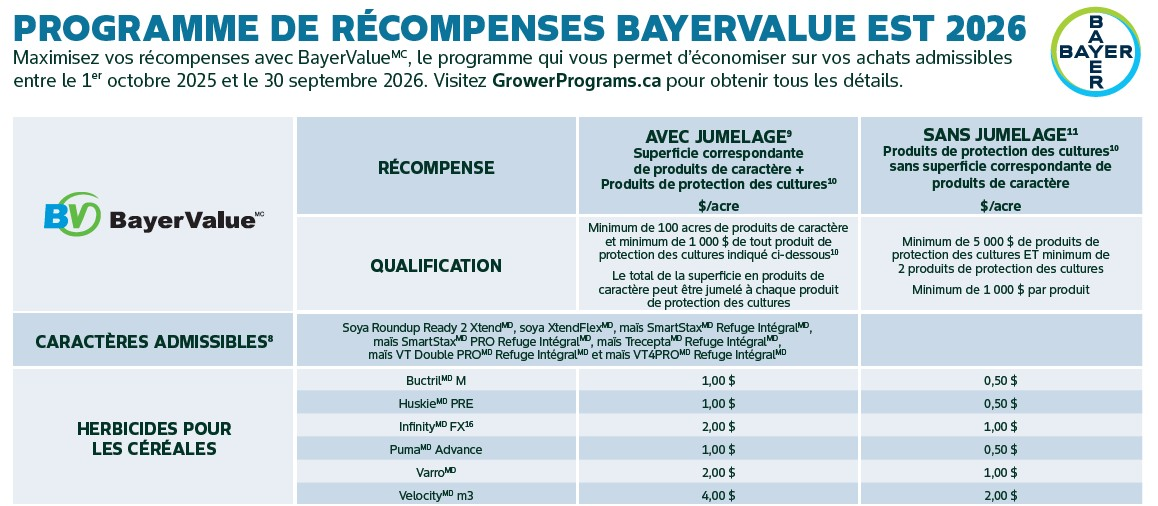 PROGRAMME DE RÉCOMPENSES BAYERVALUE EST 2026
Maximisez vos récompenses avec BayerValueᴹᶜ, le programme qui vous permet d’économiser sur vos achats admissibles
entre le 1ᵉʳ octobre 2025 et le 30 septembre 2026. Visitez GrowerPrograms.ca pour obtenir tous les détails.
BAYER
BAYER
BV BayerValueᴹᶜ
RÉCOMPENSE
AVEC JUMELAGE⁹
Superficie correspondante
de produits de caractère +
Produits de protection des cultures¹⁰
$/acre
SANS JUMELAGE¹¹
Produits de protection des cultures¹⁰
sans superficie correspondante de
produits de caractère
$/acre
QUALIFICATION
Minimum de 100 acres de produits de caractère
et minimum de 1 000 $ de tout produit de
protection des cultures indiqué ci-dessous¹⁰
Le total de la superficie en produits de
caractère peut être jumelé à chaque produit
de protection des cultures
Minimum de 5 000 $ de produits de
protection des cultures ET minimum de
2 produits de protection des cultures
Minimum de 1 000 $ par produit
CARACTÈRES ADMISSIBLES⁸
Soya Roundup Ready 2 Xtendᴹᴰ, soya XtendFlexᴹᴰ, maïs SmartStaxᴹᴰ Refuge Intégralᴹᴰ,
maïs SmartStaxᴹᴰ PRO Refuge Intégralᴹᴰ, maïs Treceptaᴹᴰ Refuge Intégralᴹᴰ,
maïs VT Double PROᴹᴰ Refuge Intégralᴹᴰ et maïs VT4PROᴹᴰ Refuge Intégralᴹᴰ
HERBICIDES POUR
LES CÉRÉALES
Buctrilᴹᴰ M 1,00 $ 0,50 $
Huskieᴹᴰ PRE 1,00 $ 0,50 $
Infinityᴹᴰ FX¹⁶ 2,00 $ 1,00 $
Pumaᴹᴰ Advance 1,00 $ 0,50 $
Varroᴹᴰ 2,00 $ 1,00 $
Velocityᴹᴰ m3 4,00 $ 2,00 $